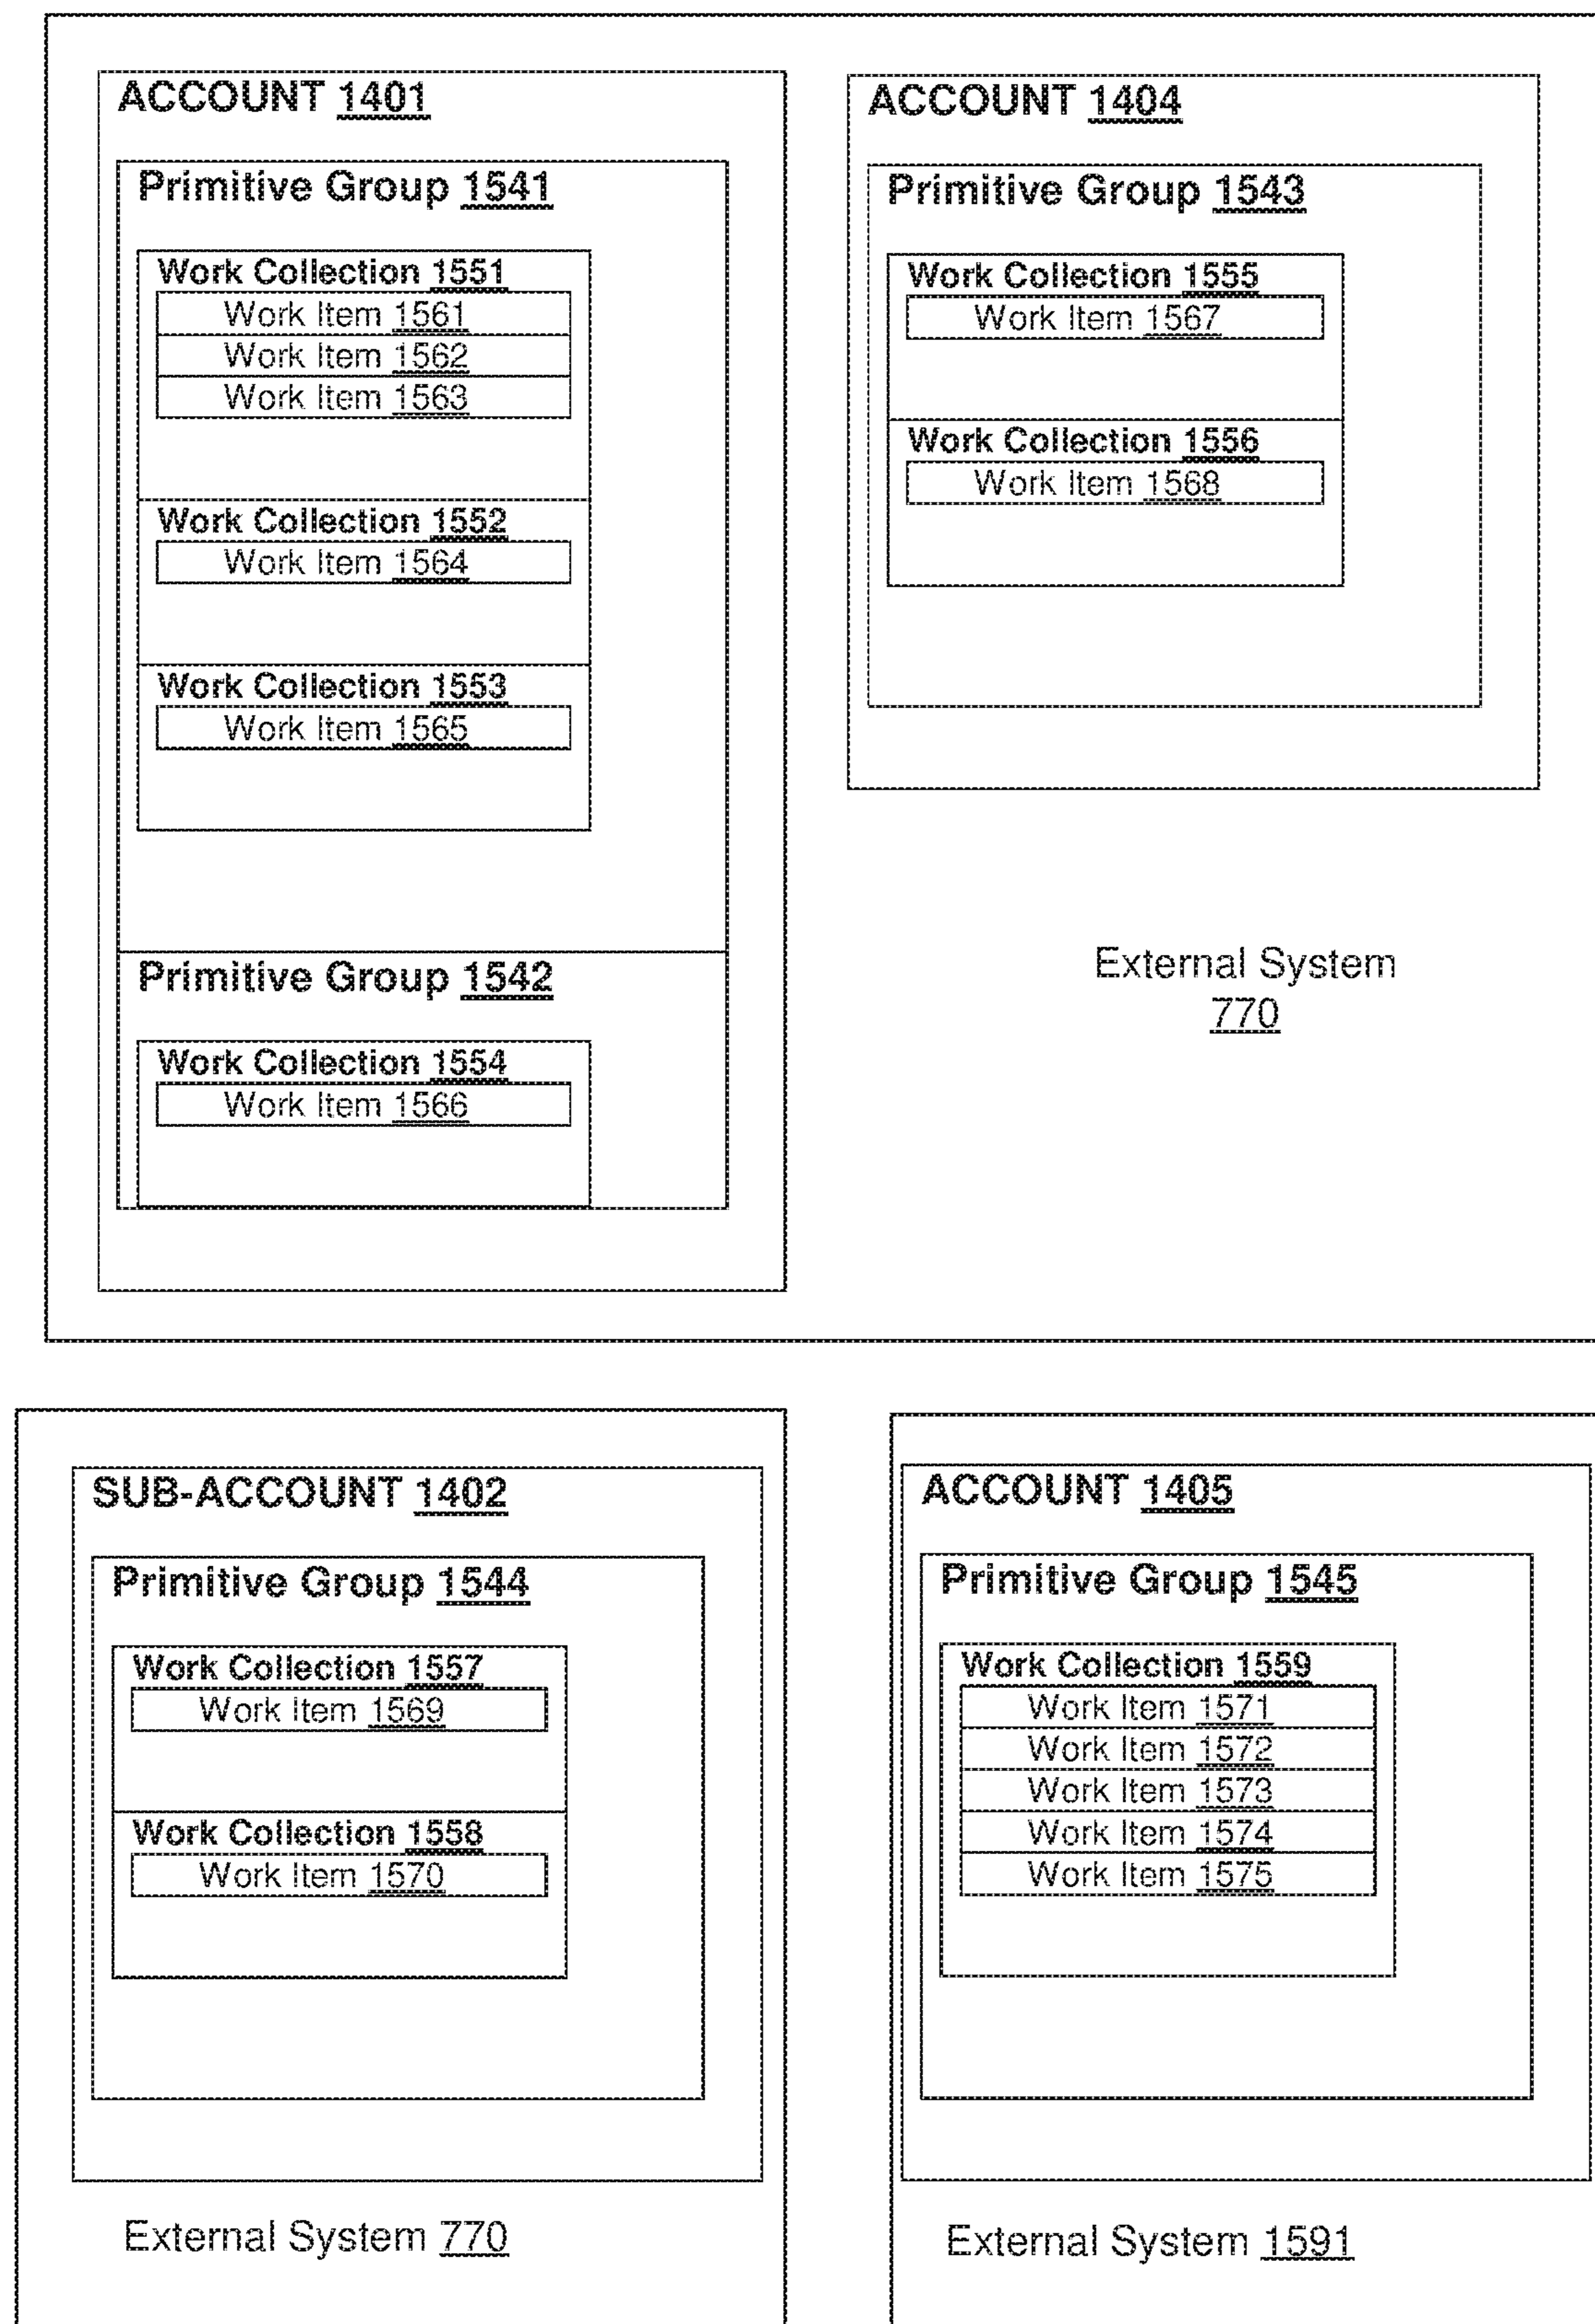 ACCOUNT 1401
Primitive Group 1541
Work Collection 1551
Work Item 1561
Work Item 1562
Work Item 1563
Work Collection 1552
Work Item 1564
Work Collection 1553
Work Item 1565
Primitive Group 1542
Work Collection 1554
Work Item 1566
ACCOUNT 1404
Primitive Group 1543
Work Collection 1555
Work Item 1567
Work Collection 1556
Work Item 1568
External System
770
SUB-ACCOUNT 1402
Primitive Group 1544
Work Collection 1557
Work Item 1569
Work Collection 1558
Work Item 1570
External System 770
ACCOUNT 1405
Primitive Group 1545
Work Collection 1559
Work Item 1571
Work Item 1572
Work Item 1573
Work Item 1574
Work Item 1575
External System 1591